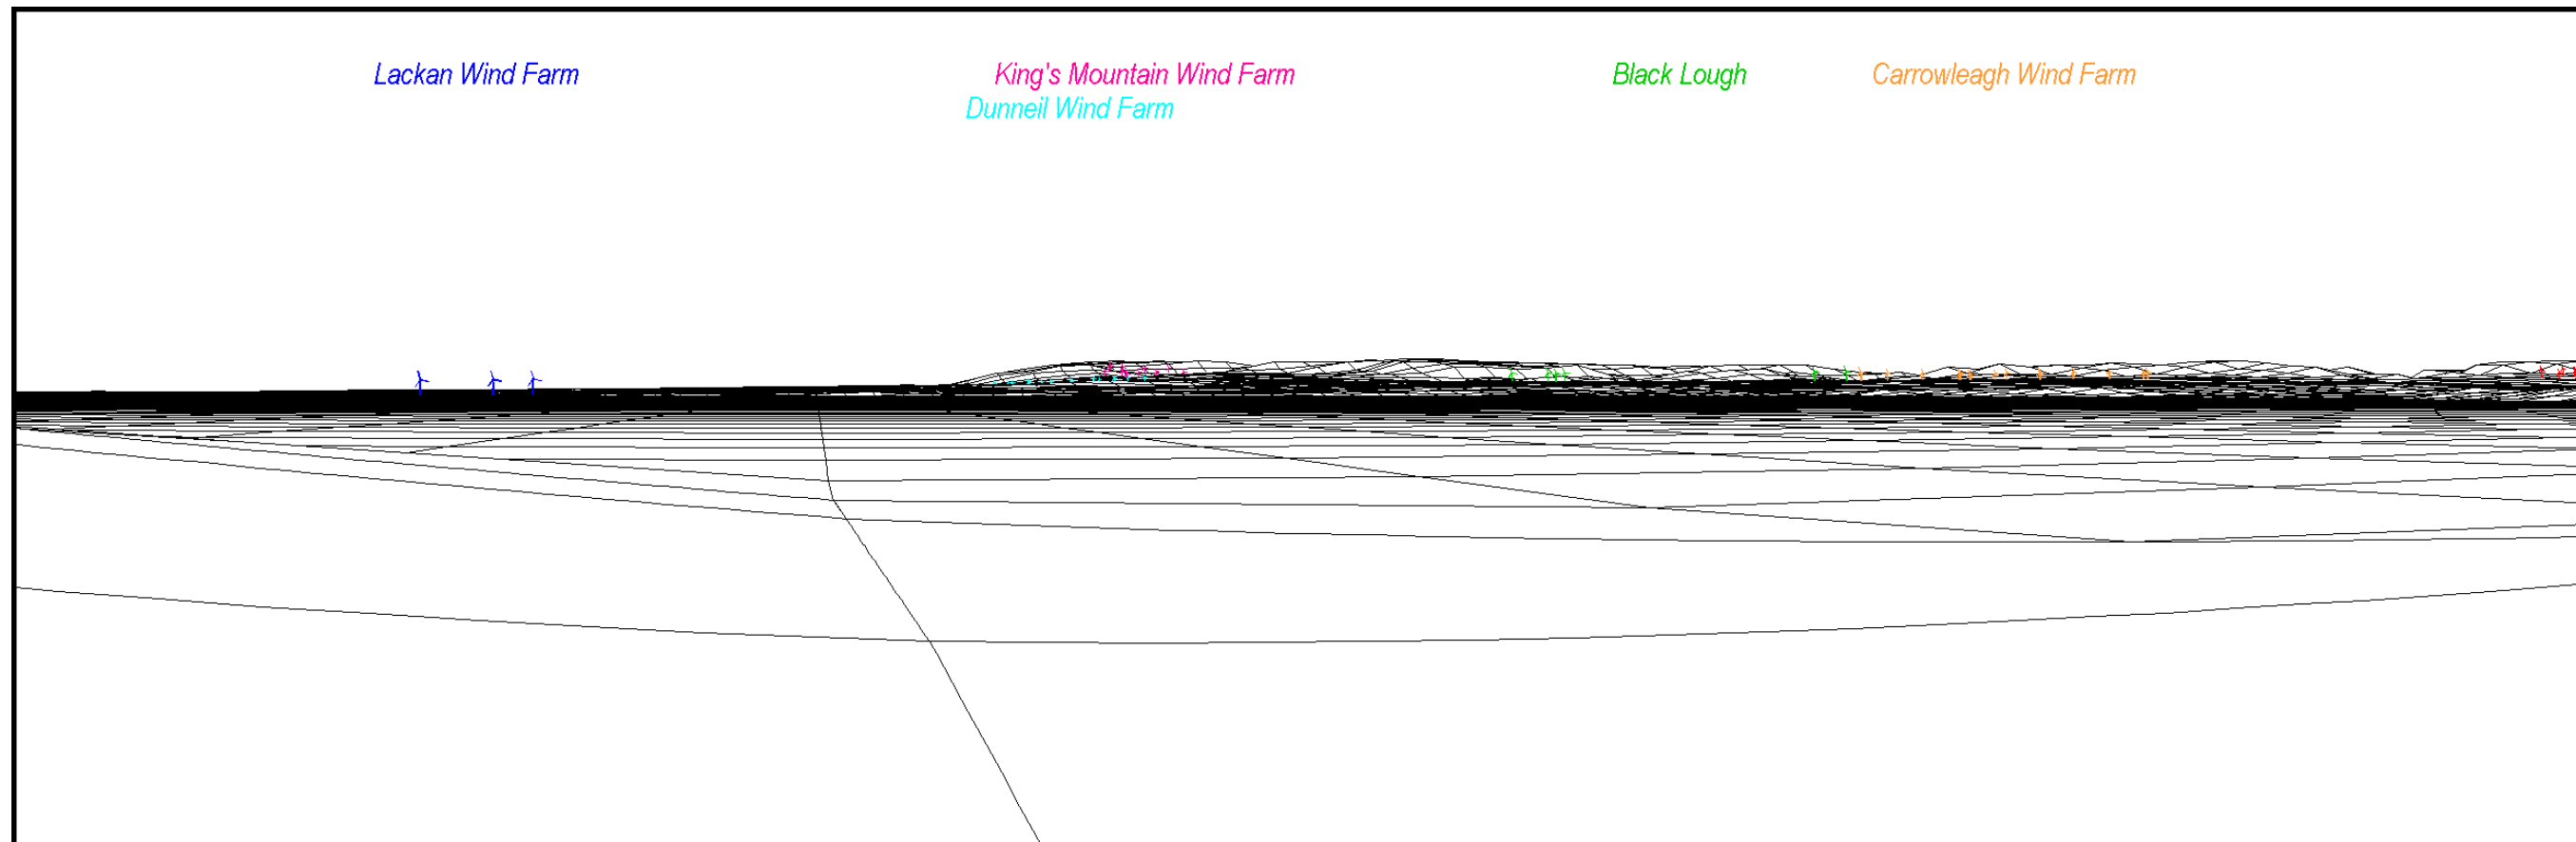 Lackan Wind Farm
King's Mountain Wind Farm
Dunneil Wind Farm
Black Lough
Carrowleagh Wind Farm